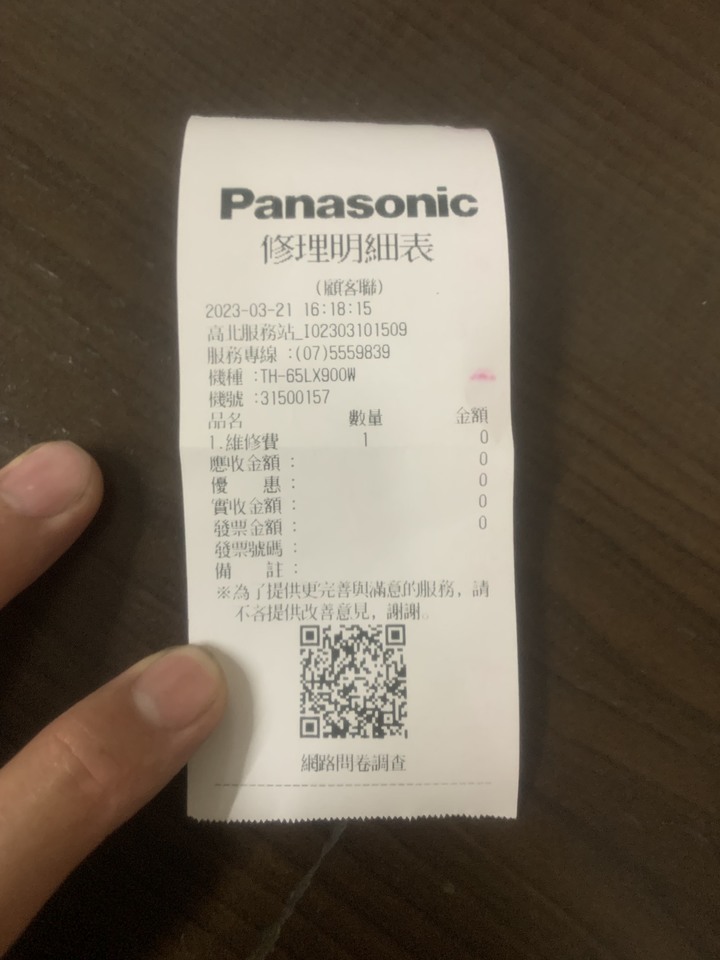 Panasonic
修理明細表
(顧客聯)
2023-03-21 16:18:15
高北服務站_I02303101509
服務專線 :(07)5559839
機種 :TH-65LX900W
機號 :31500157
品名 數量 金額
1.維修費 1 0
應收金額 : 0
優 惠 : 0
實收金額 : 0
發票金額 : 0
發票號碼 :
備 註 :
※為了提供更完善與滿意的服務，請
不吝提供改善意見，謝謝。
網路問卷調查